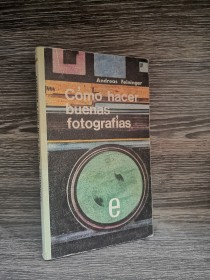 Andreas Feininger
Cómo hacer
buenas
fotografías
e